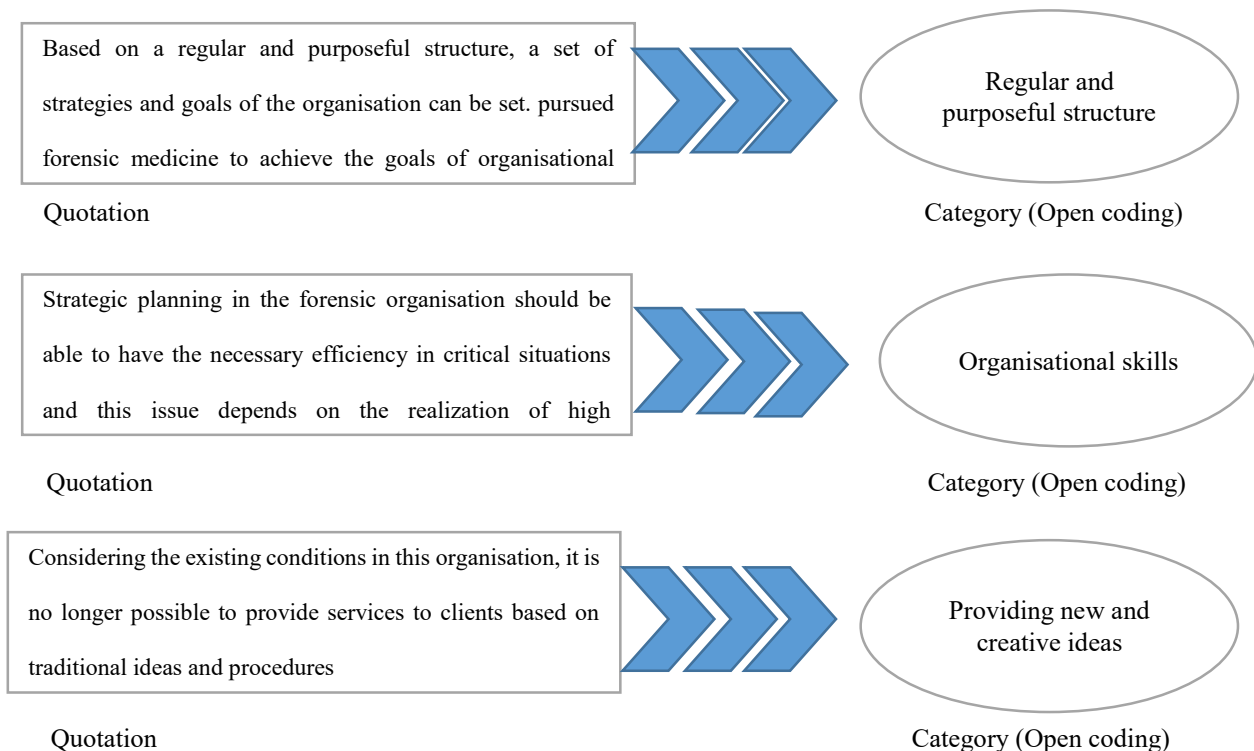 Based on a regular and purposeful structure, a set of
strategies and goals of the organisation can be set. pursued
forensic medicine to achieve the goals of organisational
Regular and
purposeful structure
Quotation
Category (Open coding)
Strategic planning in the forensic organisation should be
able to have the necessary efficiency in critical situations
and this issue depends on the realization of high
Organisational skills
Quotation
Category (Open coding)
Considering the existing conditions in this organisation, it is
no longer possible to provide services to clients based on
traditional ideas and procedures
Providing new and
creative ideas
Quotation
Category (Open coding)